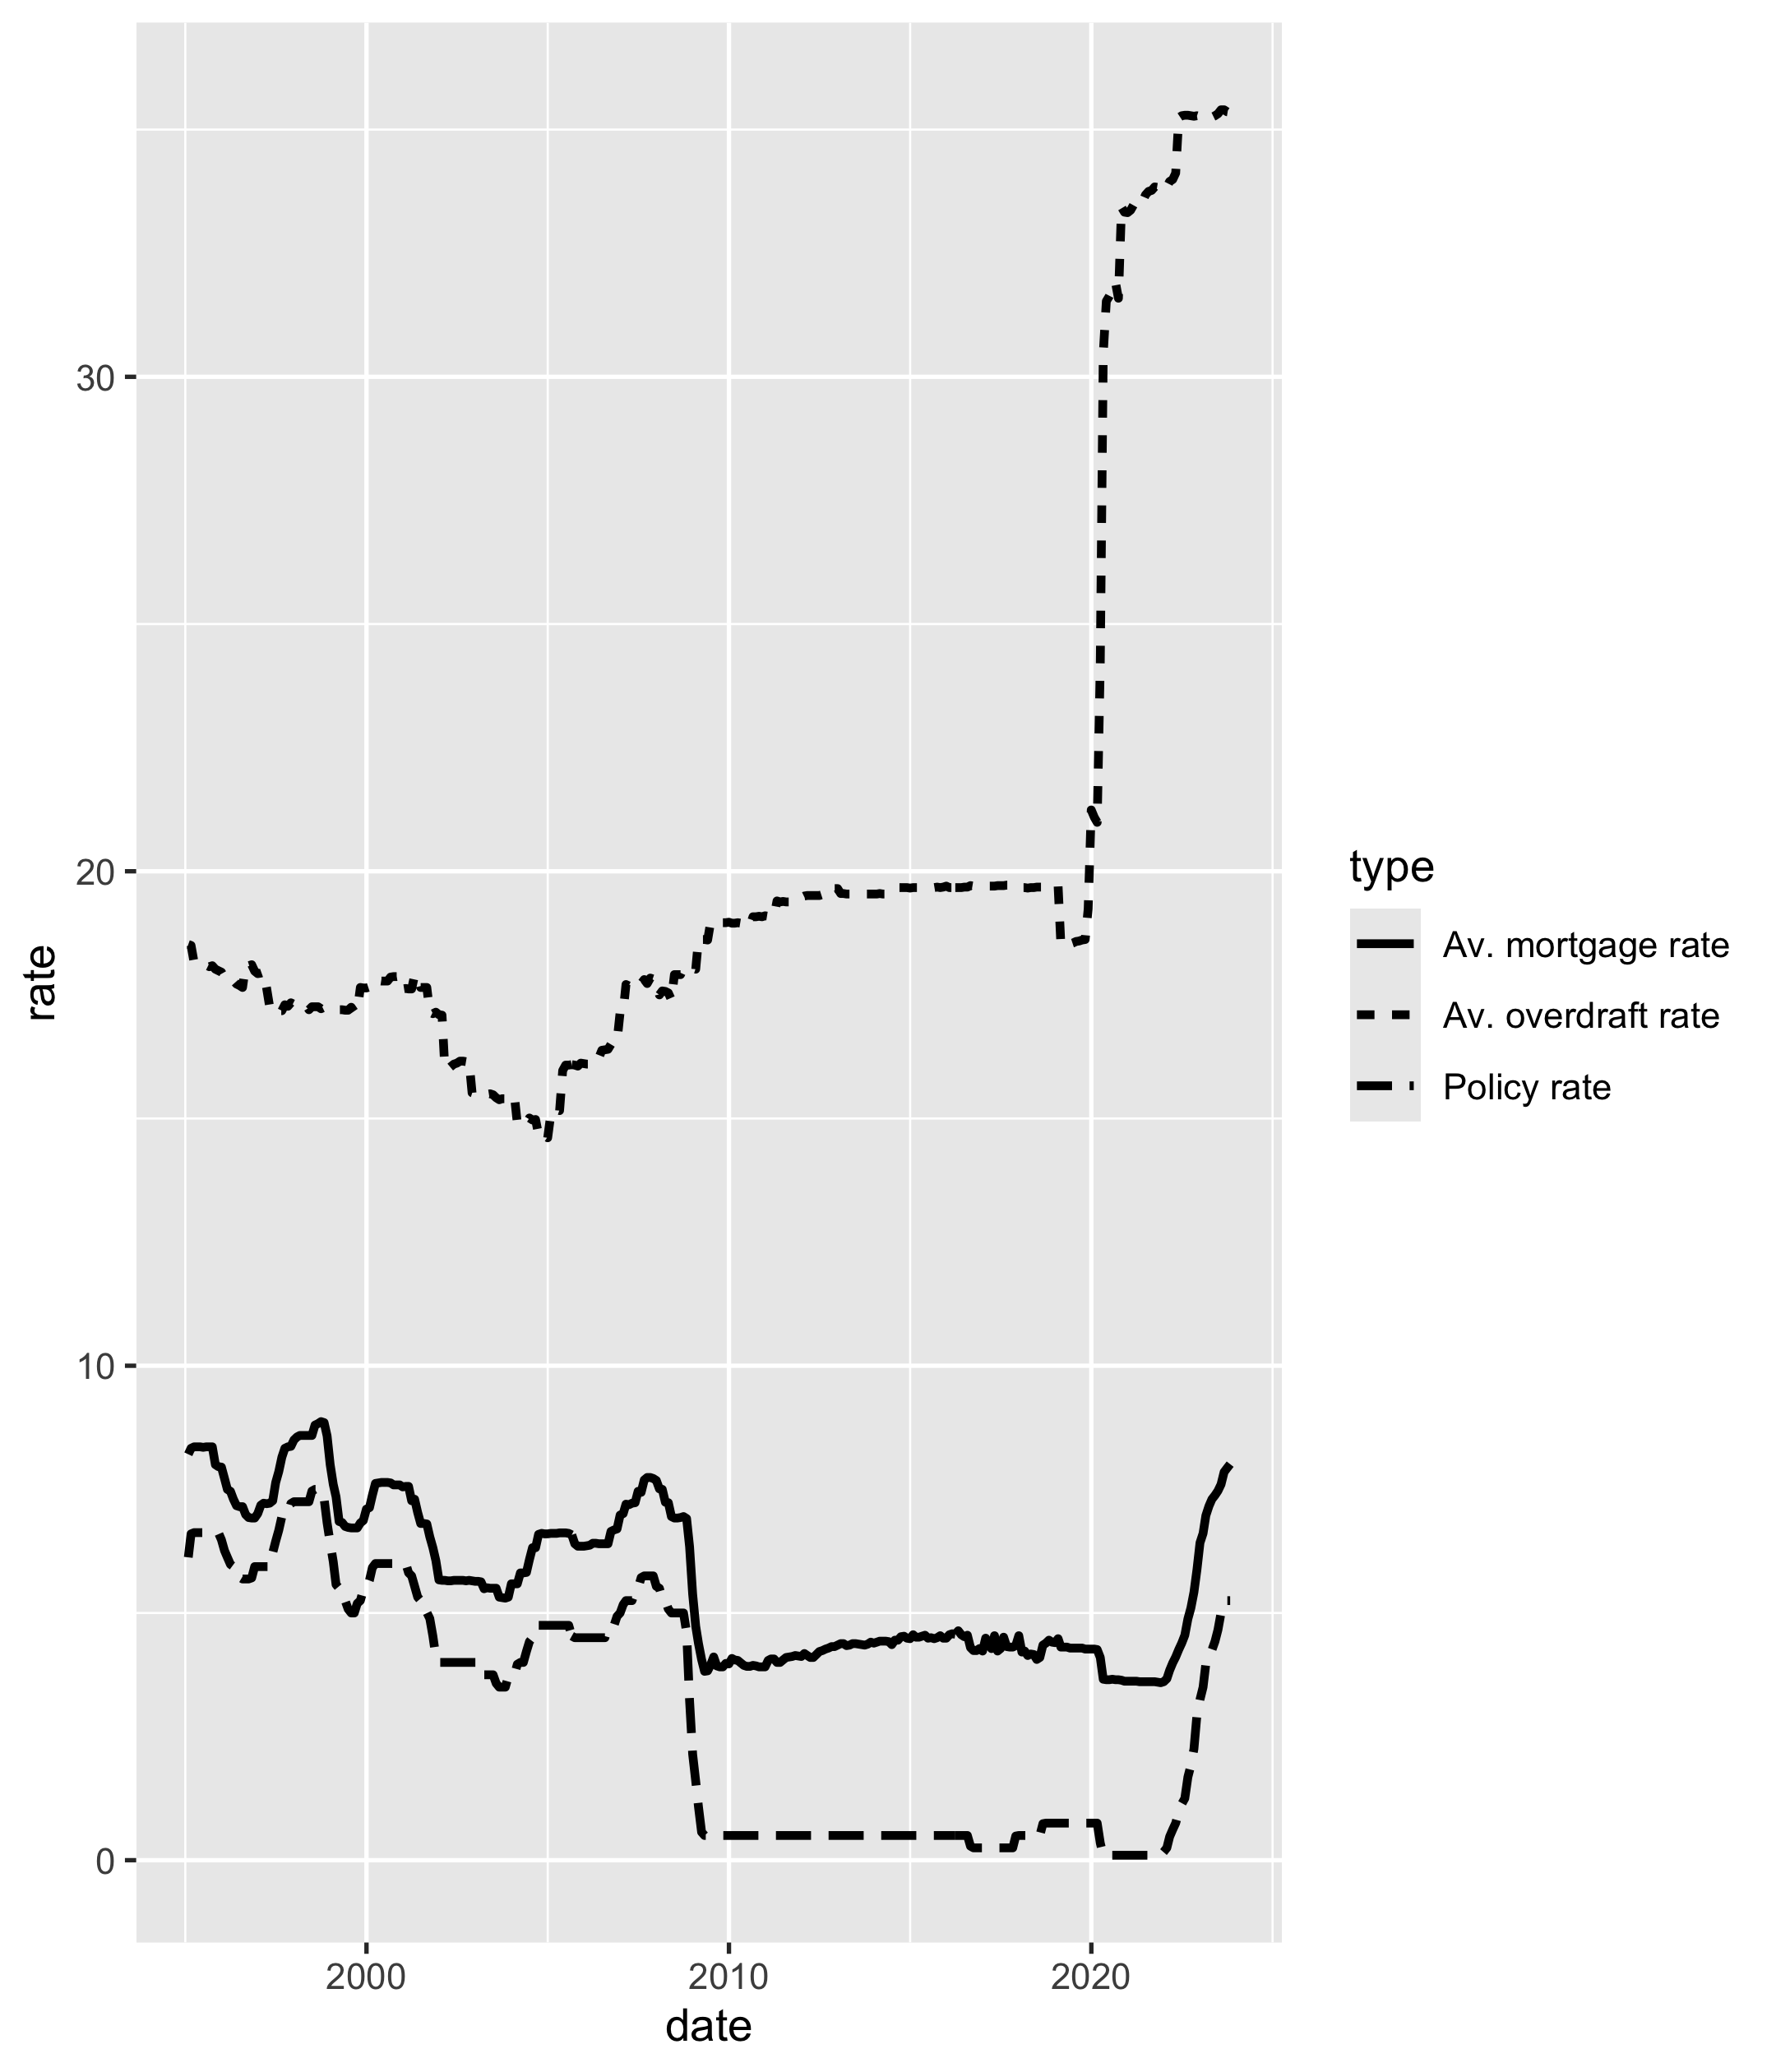 rate
30
20
10
0
2000 2010 2020
date
type
Av. mortgage rate
Av. overdraft rate
Policy rate